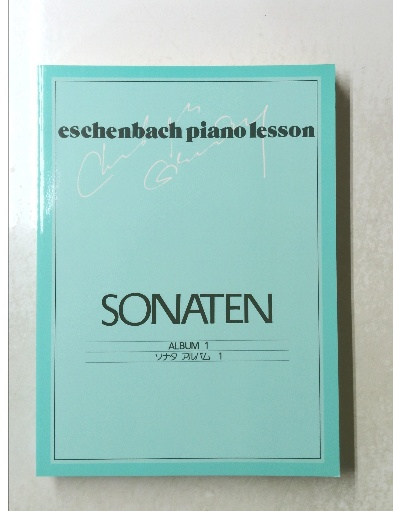 eschenbach piano lesson
SONATEN
ALBUM 1
ソナタ アルバム 1